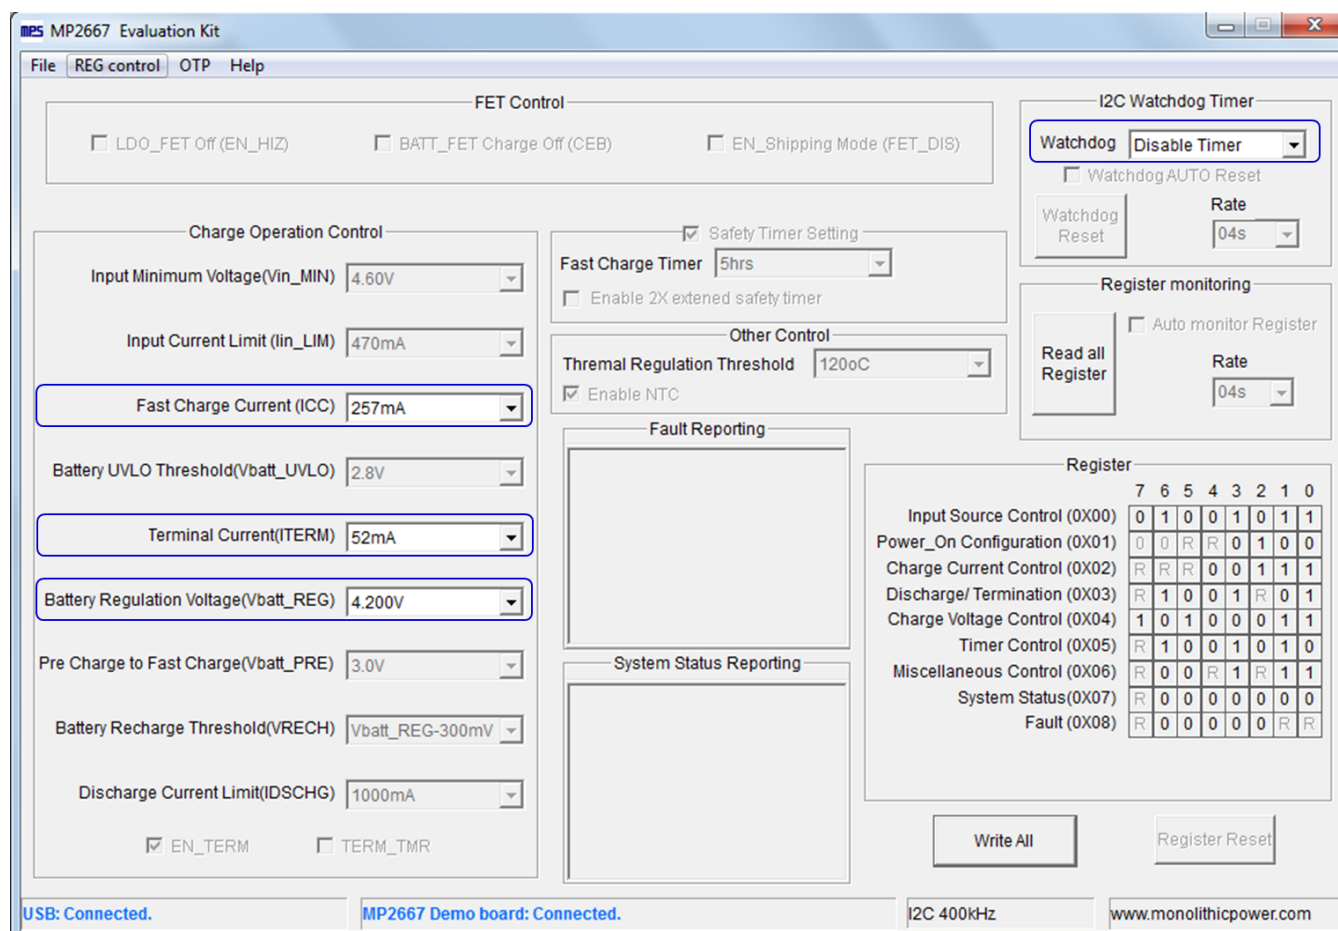 mps MP2667 Evaluation Kit
File REG control OTP Help
FET Control
LDO_FET Off (EN_HIZ) BATT_FET Charge Off (CEB) EN_Shipping Mode (FET_DIS)
I2C Watchdog Timer
Watchdog Disable Timer
Watchdog AUTO Reset
Watchdog Reset
Rate
04s
Charge Operation Control
Input Minimum Voltage(Vin_MIN) 4.60V
Input Current Limit (Iin_LIM) 470mA
Fast Charge Current (ICC) 257mA
Battery UVLO Threshold(Vbatt_UVLO) 2.8V
Terminal Current(ITERM) 52mA
Battery Regulation Voltage(Vbatt_REG) 4.200V
Pre Charge to Fast Charge(Vbatt_PRE) 3.0V
Battery Recharge Threshold(VRECH) Vbatt_REG-300mV
Discharge Current Limit(IDSCHG) 1000mA
EN_TERM TERM_TMR
Safety Timer Setting
Fast Charge Timer 5hrs
Enable 2X extened safety timer
Other Control
Thremal Regulation Threshold 120oC
Enable NTC
Fault Reporting
System Status Reporting
Register monitoring
Read all
Register
Auto monitor Register
Rate
04s
Register
7 6 5 4 3 2 1 0
Input Source Control (0X00) 0 1 0 0 1 0 1 1
Power_On Configuration (0X01) 0 0 R R 0 1 0 0
Charge Current Control (0X02) R R R 0 0 1 1 1
Discharge/ Termination (0X03) R 1 0 0 1 R 0 1
Charge Voltage Control (0X04) 1 0 1 0 0 0 1 1
Timer Control (0X05) R 1 0 0 1 0 1 0
Miscellaneous Control (0X06) R 0 0 R 1 R 1 1
System Status(0X07) R 0 0 0 0 0 0 0
Fault (0X08) R 0 0 0 0 0 R R
Write All
Register Reset
USB: Connected. MP2667 Demo board: Connected. I2C 400kHz www.monolithicpower.com